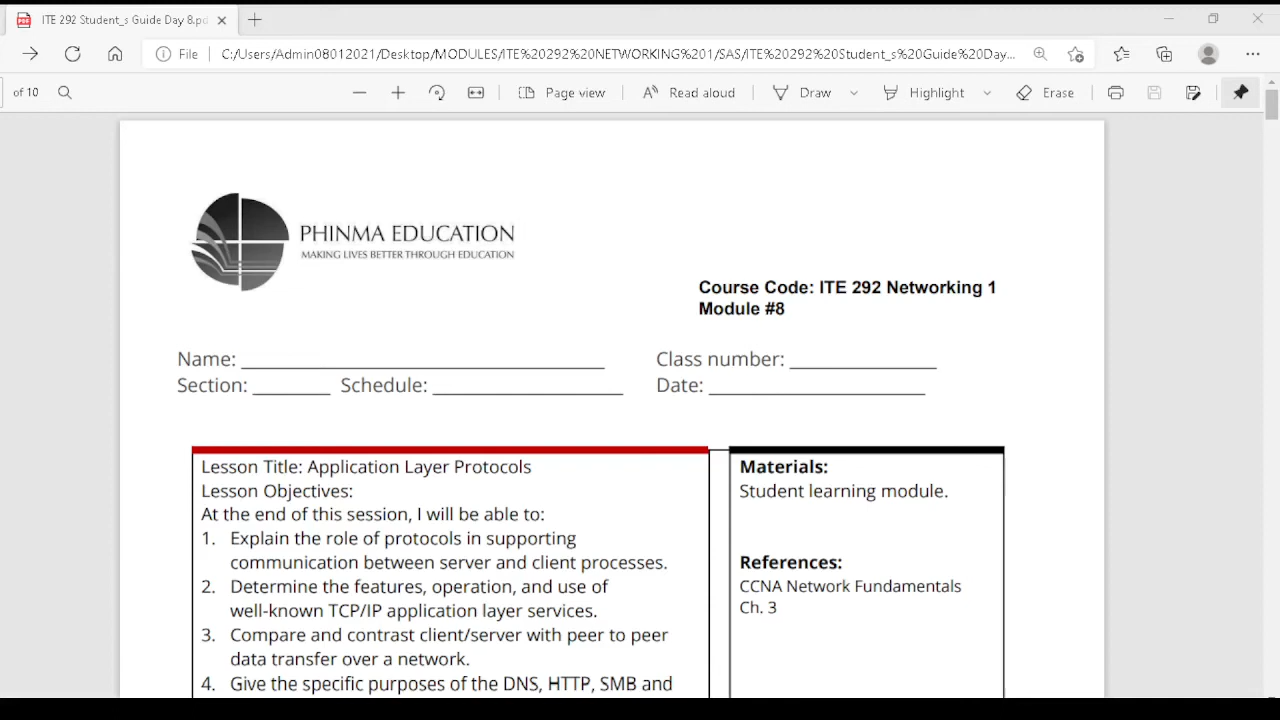 ITE 292 Student_s Guide Day 8.pd
File
C:/Users/Admin08012021/Desktop/MODULES/ITE%20292%20NETWORKING%201/SAS/ITE%20292%20Student_s%20Guide%20Day...
of 10
Page view
Read aloud
Draw
Highlight
Erase
PHINMA EDUCATION
MAKING LIVES BETTER THROUGH EDUCATION
Course Code: ITE 292 Networking 1
Module #8
Name: ____________________ Class number: ____________________
Section: ________ Schedule: ____________________ Date: ____________________
Lesson Title: Application Layer Protocols
Lesson Objectives:
At the end of this session, I will be able to:
1. Explain the role of protocols in supporting
communication between server and client processes.
2. Determine the features, operation, and use of
well-known TCP/IP application layer services.
3. Compare and contrast client/server with peer to peer
data transfer over a network.
4. Give the specific purposes of the DNS, HTTP, SMB and
Materials:
Student learning module.
References:
CCNA Network Fundamentals
Ch. 3